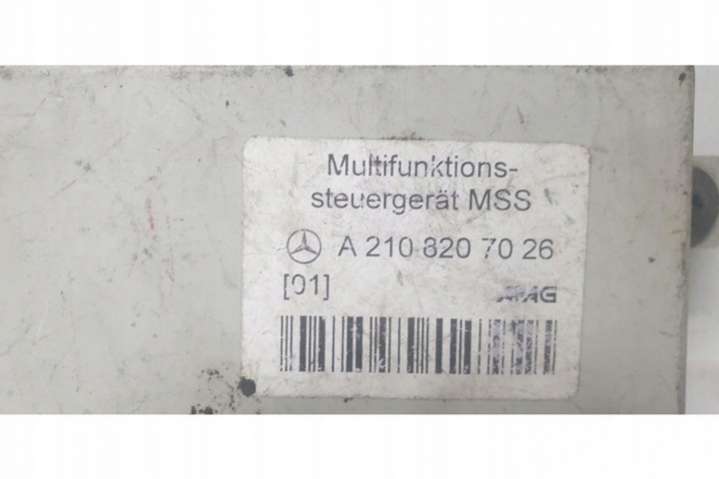 Multifunktions-
steuergerät MSS
A 210 820 70 26
[01]